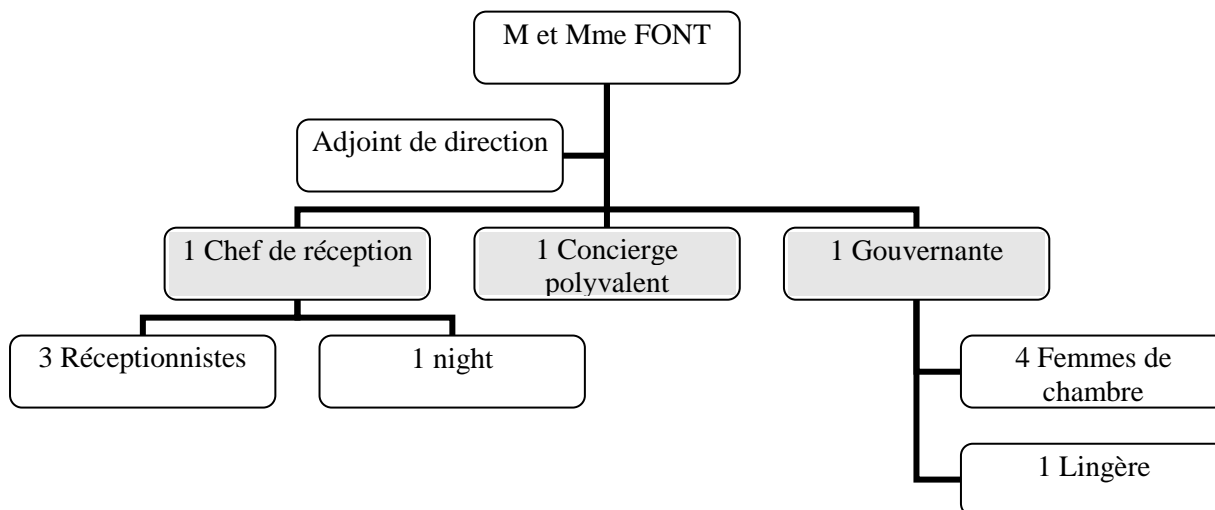 M et Mme FONT
Adjoint de direction
1 Chef de réception
1 Concierge
polyvalent
1 Gouvernante
3 Réceptionnistes
1 night
4 Femmes de
chambre
1 Lingère